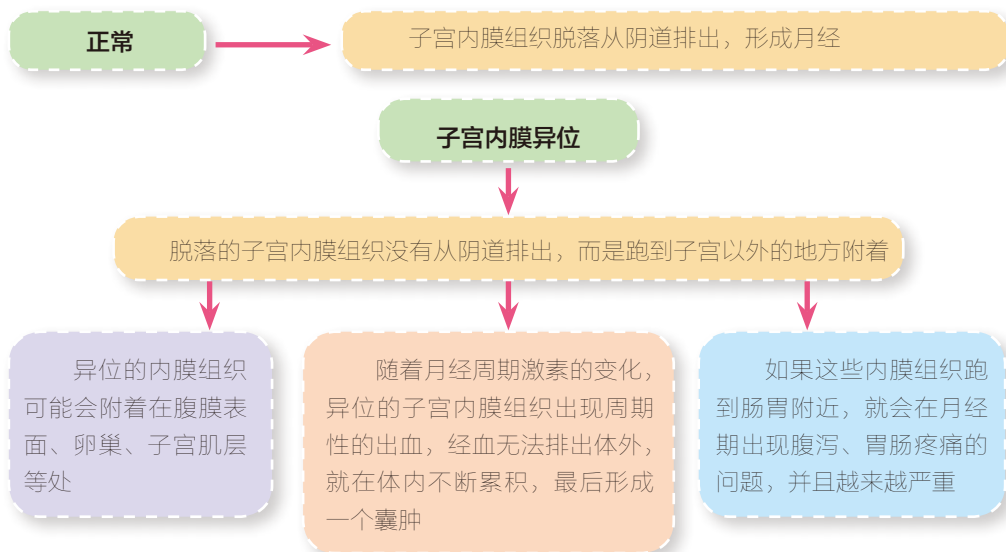 正常
子宫内膜组织脱落从阴道排出，形成月经
子宫内膜异位
脱落的子宫内膜组织没有从阴道排出，而是跑到子宫以外的地方附着
异位的内膜组织
可能会附着在腹膜表
面、卵巢、子宫肌层
等处
随着月经周期激素的变化，
异位的子宫内膜组织出现周期
性的出血，经血无法排出体外，
就在体内不断累积，最后形成
一个囊肿
如果这些内膜组织跑
到肠胃附近，就会在月经
期出现腹泻、胃肠疼痛的
问题，并且越来越严重